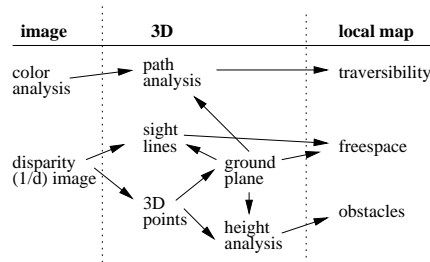 image 3D local map
color
analysis
path
analysis
traversibility
sight
lines
freespace
disparity
(1/d) image
ground
plane
3D
points
obstacles
height
analysis